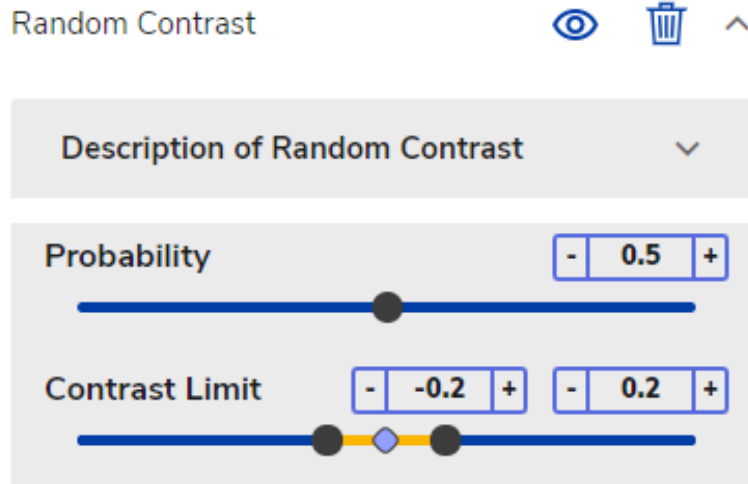 Random Contrast
Description of Random Contrast
Probability - 0.5 +
Contrast Limit - -0.2 + - 0.2 +